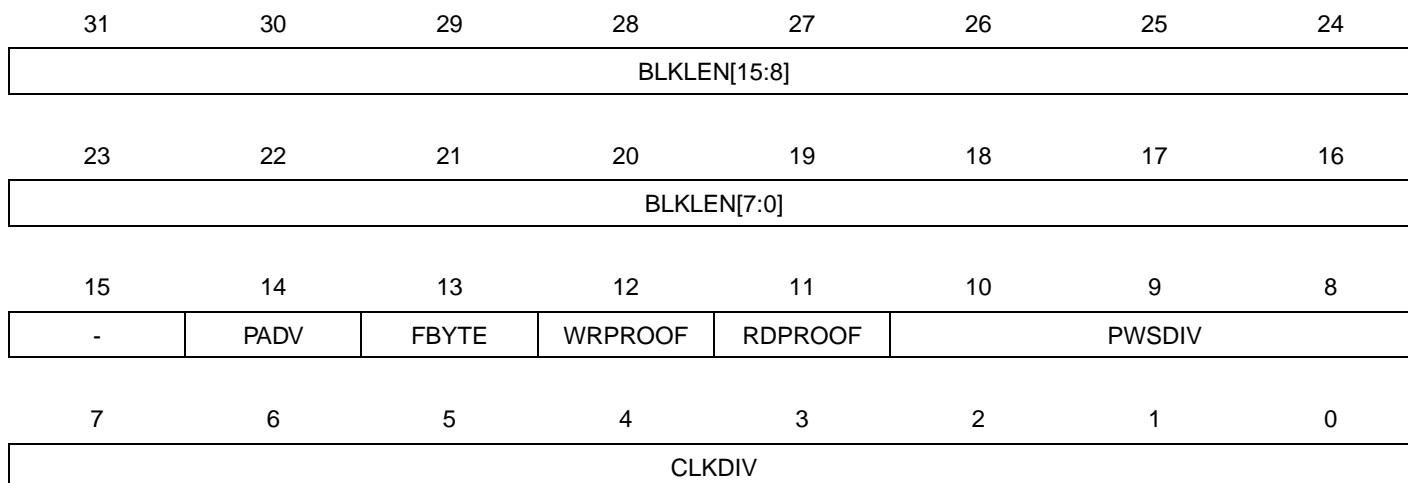 31 30 29 28 27 26 25 24
BLKLEN[15:8]
23 22 21 20 19 18 17 16
BLKLEN[7:0]
15 14 13 12 11 10 9 8
- PADV FBYTE WRPROOF RDPROOF PWSDIV
7 6 5 4 3 2 1 0
CLKDIV